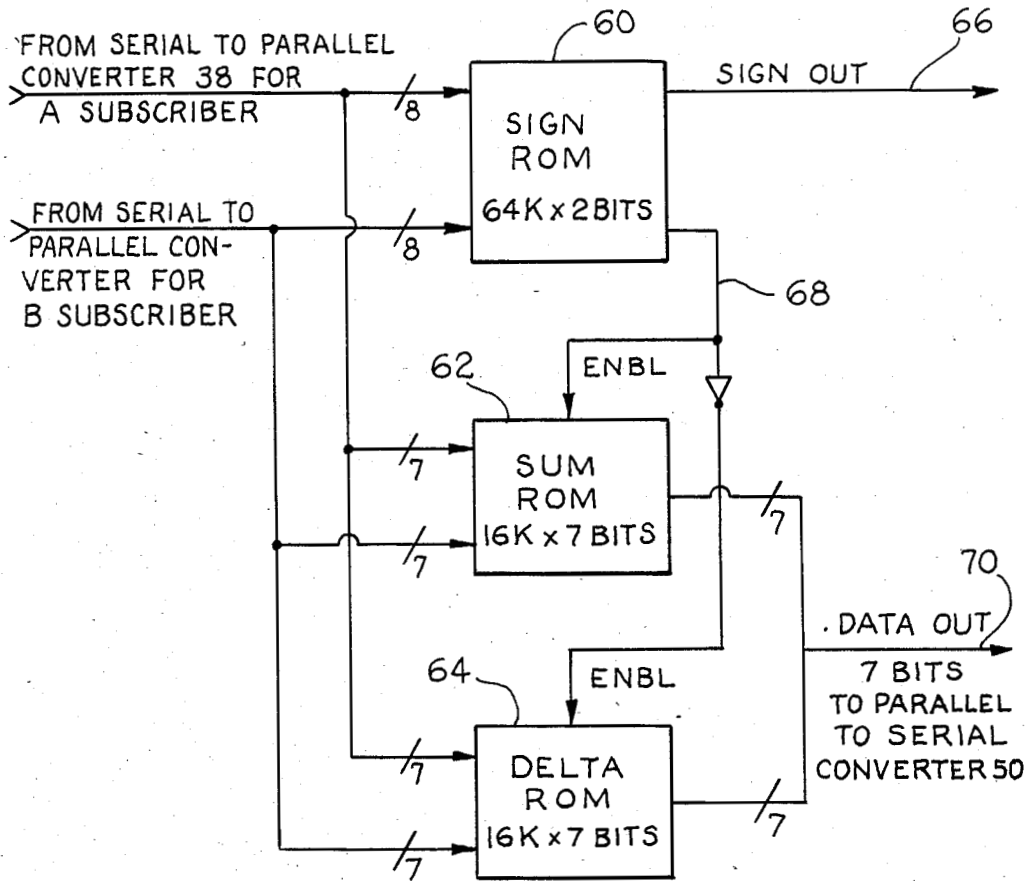 FROM SERIAL TO PARALLEL
CONVERTER 38 FOR
A SUBSCRIBER
8
60
SIGN
ROM
64K x 2 BITS
SIGN OUT
66
FROM SERIAL TO
PARALLEL CON-
VERTER FOR
B SUBSCRIBER
8
68
ENBL
62
7
SUM
ROM
16K x 7 BITS
7
7
ENBL
64
7
DELTA
ROM
16K x 7 BITS
7
7
70
DATA OUT
7 BITS
TO PARALLEL
TO SERIAL
CONVERTER 50